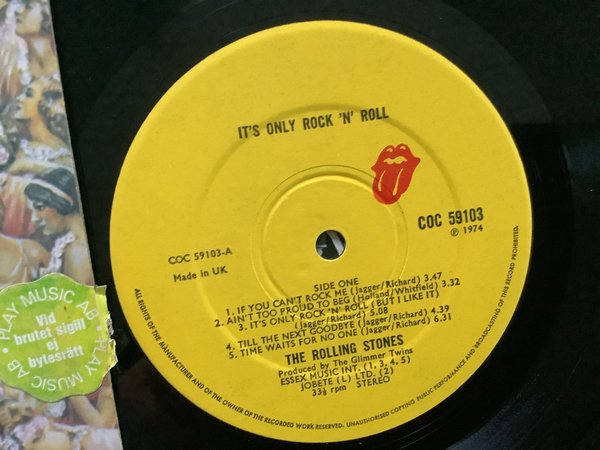 IT'S ONLY ROCK 'N' ROLL
COC 59103-A
Made in UK
COC 59103
℗ 1974
SIDE ONE
1. IF YOU CAN'T ROCK ME (Jagger/Richard) 3.47
2. AIN'T TOO PROUD TO BEG (Holland/Whitfield) 3.32
3. IT'S ONLY ROCK 'N' ROLL (BUT I LIKE IT)
(Jagger/Richard) 5.08
4. TILL THE NEXT GOODBYE (Jagger/Richard) 4.39
5. TIME WAITS FOR NO ONE (Jagger/Richard) 6.31
THE ROLLING STONES
Produced by The Glimmer Twins
ESSEX MUSIC INT. (1, 3, 4, 5)
JOBETE (L) LTD. (2)
33⅓ rpm STEREO
ALL RIGHTS OF THE MANUFACTURER AND OF THE OWNER OF THE RECORDED WORK RESERVED. UNAUTHORISED COPYING PUBLIC PERFORMANCE AND BROADCASTING OF THIS RECORD PROHIBITED.
PLAY MUSIC AB • PLAY MUSIC AB •
Vid
brutet sigill
ej
bytesrätt